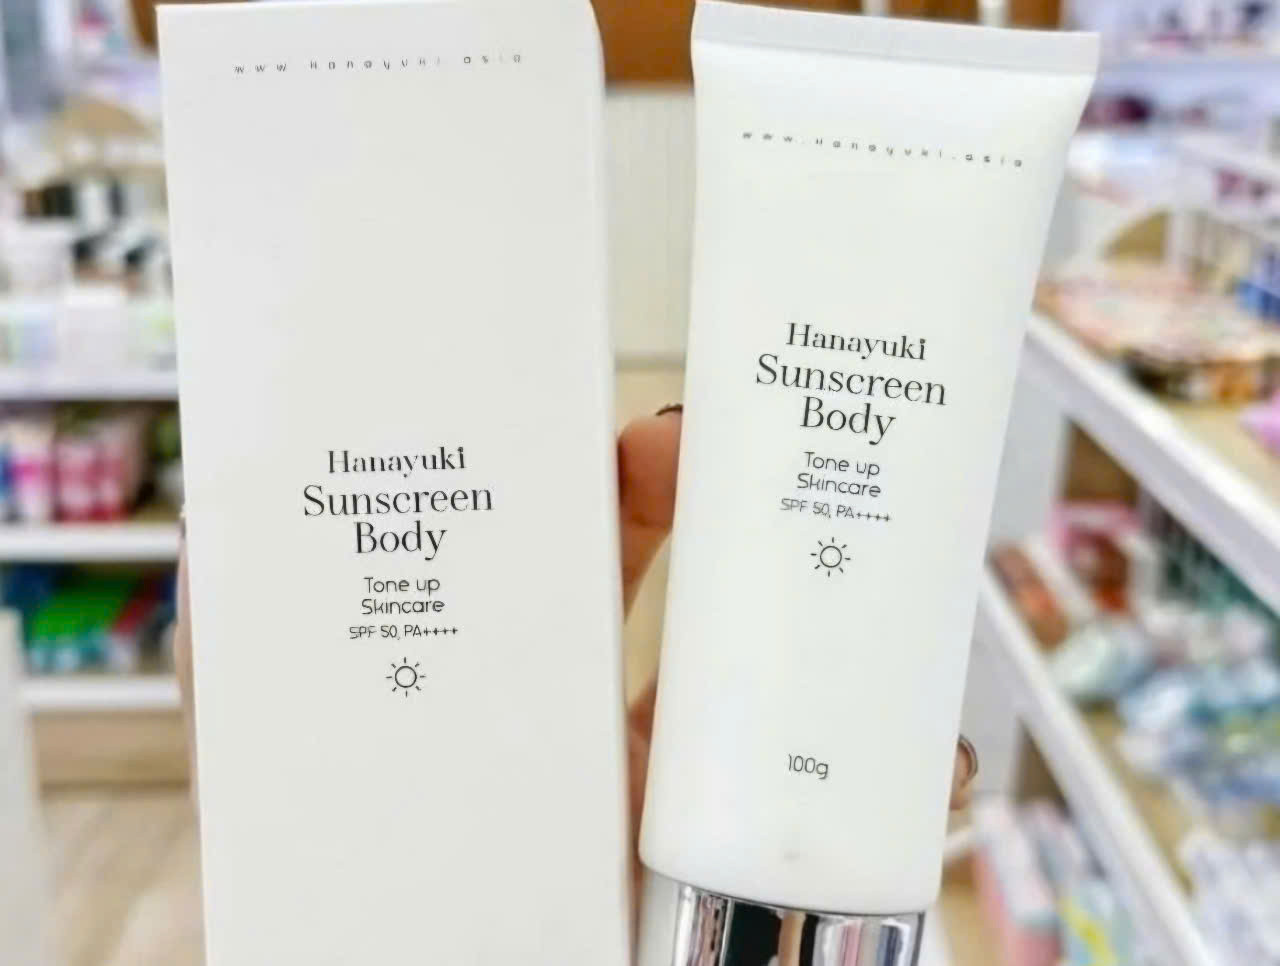 www.Hanayuki.asia
Hanayuki
Sunscreen
Body
Tone up
Skincare
SPF 50, PA++++
www.Hanayuki.asia
Hanayuki
Sunscreen
Body
Tone up
Skincare
SPF 50, PA++++
100g